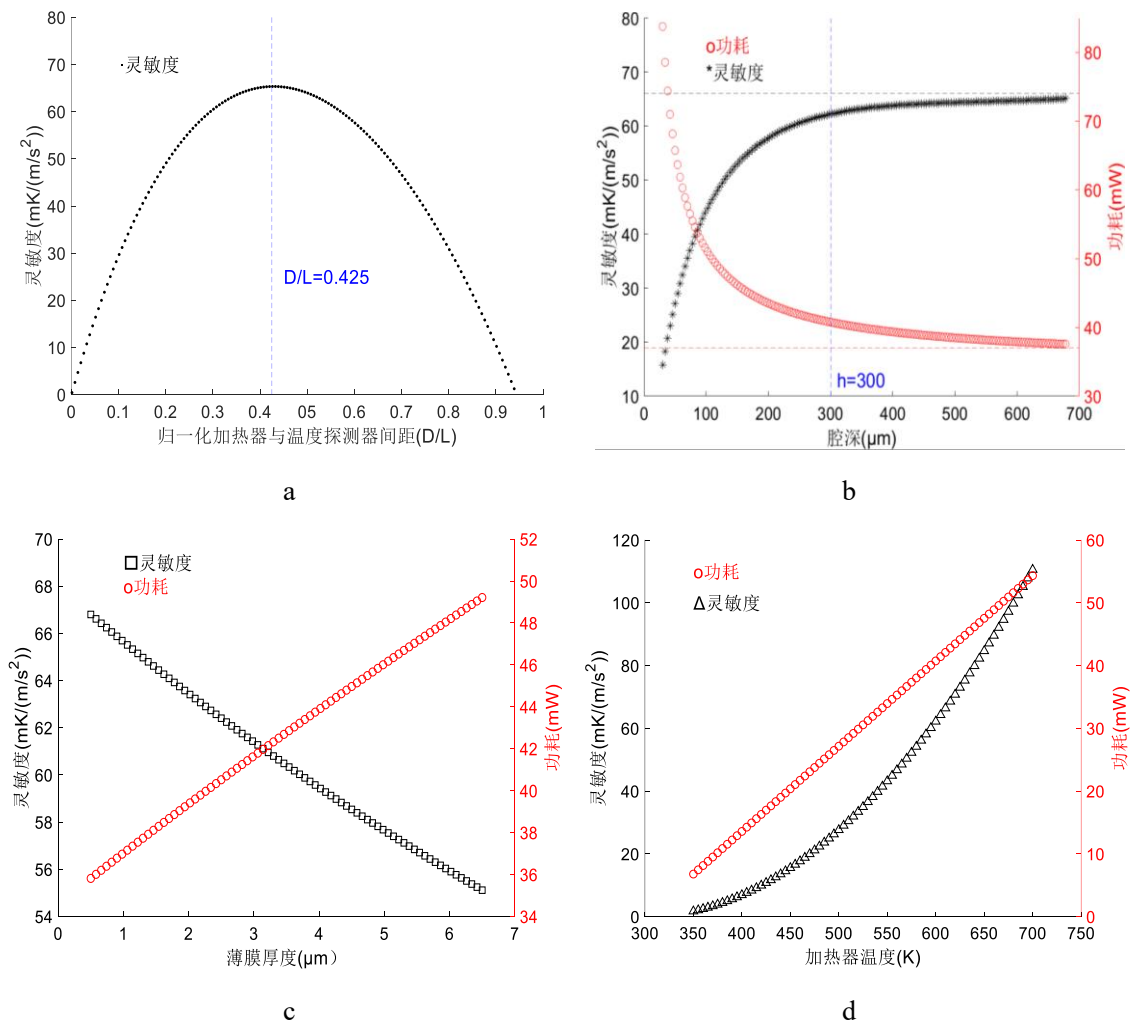 80
70
60
50
40
30
20
10
0
灵敏度(mK/(m/s²))
·灵敏度
D/L=0.425
0 0.1 0.2 0.3 0.4 0.5 0.6 0.7 0.8 0.9 1
归一化加热器与温度探测器间距(D/L)
a
80
70
60
50
40
30
20
10
灵敏度(mK/(m/s²))
o功耗
*灵敏度
h=300
80
70
60
50
40
30
功耗(mW)
0 100 200 300 400 500 600 700
腔深(μm)
b
70
68
66
64
62
60
58
56
54
灵敏度(mK/(m/s²))
□灵敏度
o功耗
52
50
48
46
44
42
40
38
36
34
功耗(mW)
0 1 2 3 4 5 6 7
薄膜厚度(μm）
c
120
100
80
60
40
20
0
灵敏度(mK/(m/s²))
o功耗
Δ灵敏度
60
50
40
30
20
10
0
功耗(mW)
300 350 400 450 500 550 600 650 700 750
加热器温度(K)
d